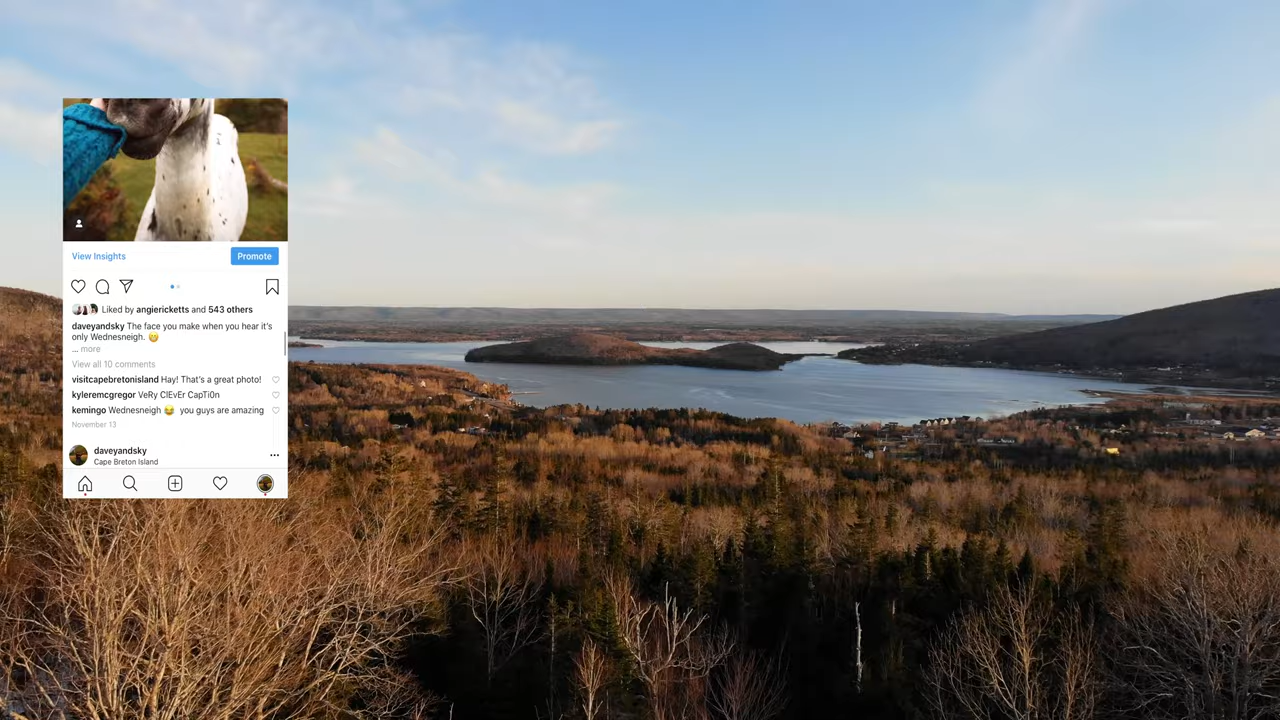 View Insights
Promote
Liked by angiericketts and 543 others
daveyandsky The face you make when you hear it's
only Wednesneigh. 🤭
... more
View all 10 comments
visitcapebretonisland Hay! That's a great photo!
kyleremcgregor VeRy ClEvEr CapTi0n
kemingo Wednesneigh 😂 you guys are amazing
November 13
daveyandsky
Cape Breton Island